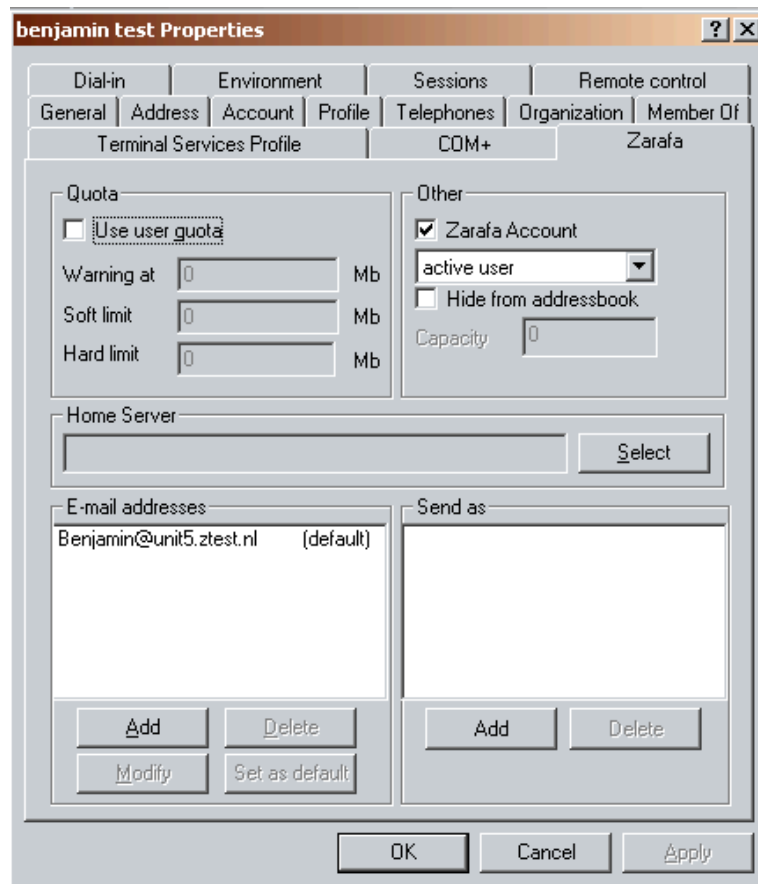 benjamin test Properties ? X
Dial-in Environment Sessions Remote control
General Address Account Profile Telephones Organization Member Of
Terminal Services Profile COM+ Zarafa
Quota
Use user quota
Warning at 0 Mb
Soft limit 0 Mb
Hard limit 0 Mb
Other
Zarafa Account
active user
Hide from addressbook
Capacity 0
Home Server
Select
E-mail addresses
Benjamin@unit5.ztest.nl (default)
Add Delete
Modify Set as default
Send as
Add Delete
OK Cancel Apply